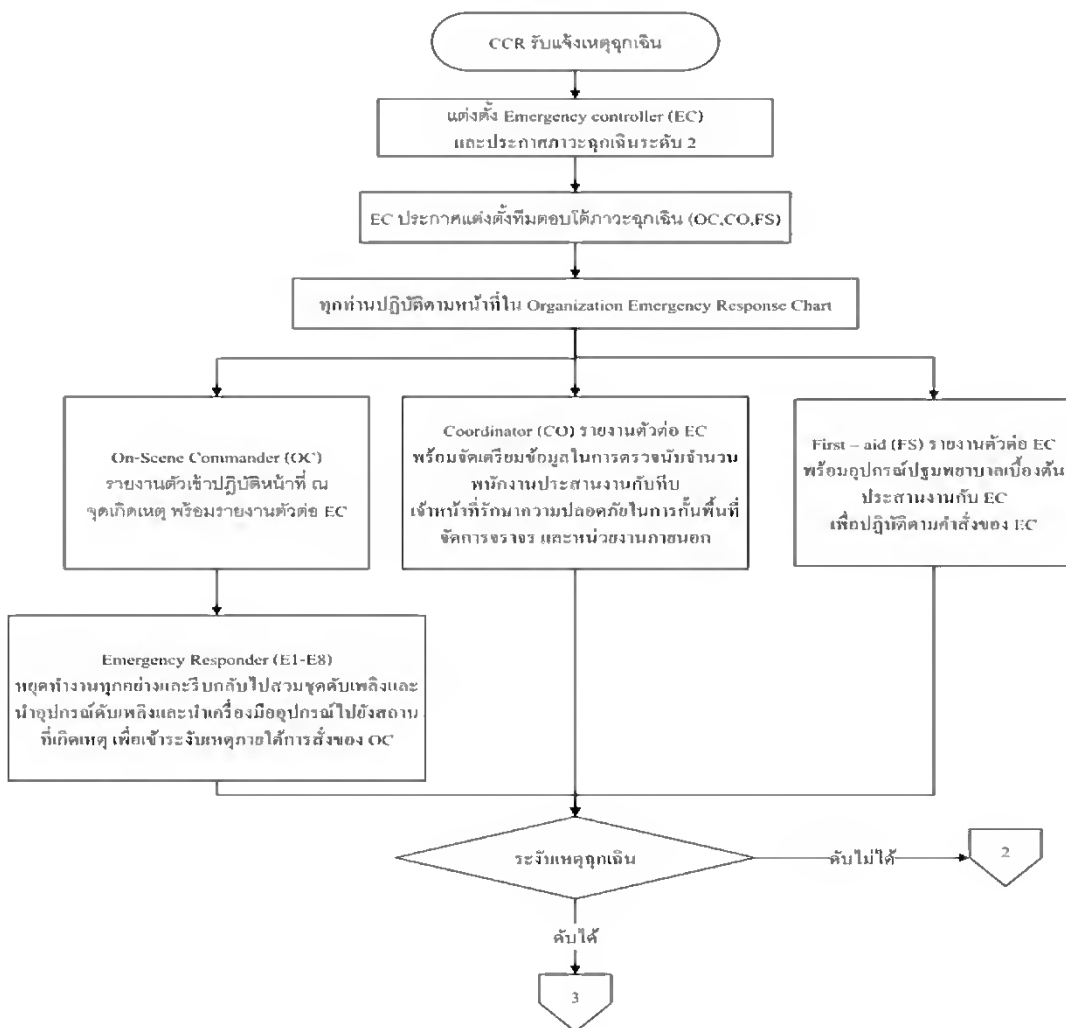 CCR รับแจ้งเหตุฉุกเฉิน
แต่งตั้ง Emergency controller (EC)
และประกาศภาวะฉุกเฉินระดับ 2
EC ประกาศแต่งตั้งทีมตอบโต้ภาวะฉุกเฉิน (OC,CO,FS)
ทุกท่านปฏิบัติตามหน้าที่ใน Organization Emergency Response Chart
On-Scene Commander (OC)
รายงานตัวเข้าปฏิบัติหน้าที่ ณ
จุดเกิดเหตุ พร้อมรายงานตัวต่อ EC
Coordinator (CO) รายงานตัวต่อ EC
พร้อมจัดเตรียมข้อมูลในการตรวจนับจำนวน
พนักงานประสานงานกับทีม
เจ้าหน้าที่รักษาความปลอดภัยในการกั้นพื้นที่
จัดการจราจร และหน่วยงานภายนอก
First – aid (FS) รายงานตัวต่อ EC
พร้อมอุปกรณ์ปฐมพยาบาลเบื้องต้น
ประสานงานกับ EC
เพื่อปฏิบัติตามคำสั่งของ EC
Emergency Responder (E1-E8)
หยุดทำงานทุกอย่างและรีบกลับไปสวมชุดดับเพลิงและ
นำอุปกรณ์ดับเพลิงและนำเครื่องมืออุปกรณ์ไปยังสถาน
ที่เกิดเหตุ เพื่อเข้าระงับเหตุภายใต้การสั่งของ OC
ระงับเหตุฉุกเฉิน
ดับไม่ได้
2
ดับได้
3